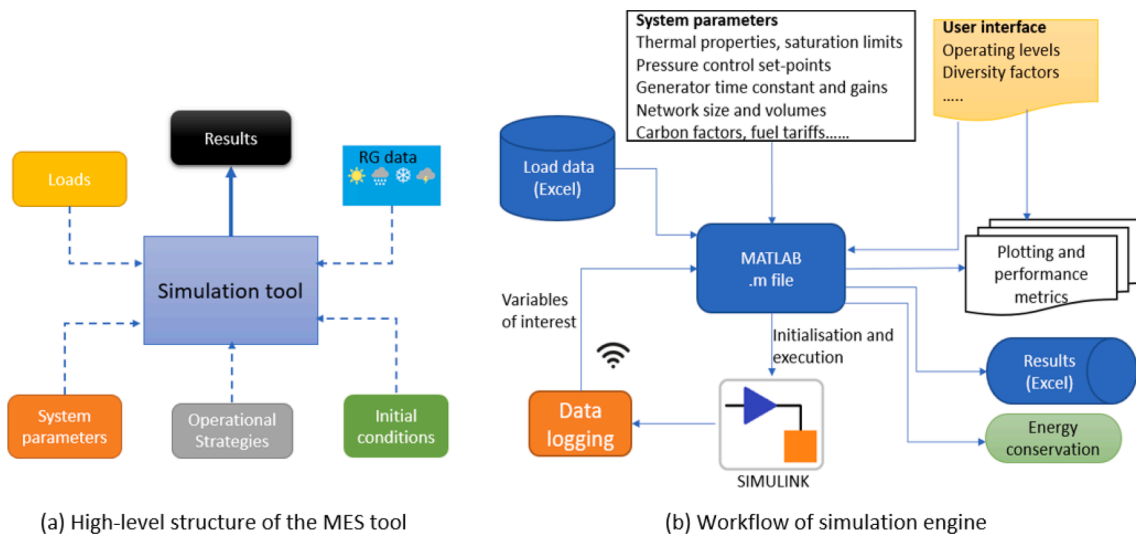 Results
RG data
Loads
Simulation tool
System
parameters
Operational
Strategies
Initial
conditions
(a) High-level structure of the MES tool
System parameters
Thermal properties, saturation limits
Pressure control set-points
Generator time constant and gains
Network size and volumes
Carbon factors, fuel tariffs......
User interface
Operating levels
Diversity factors
.....
Load data
(Excel)
MATLAB
.m file
Plotting and
performance
metrics
Variables
of interest
Initialisation and
execution
Results
(Excel)
Data
logging
Energy
conservation
SIMULINK
(b) Workflow of simulation engine